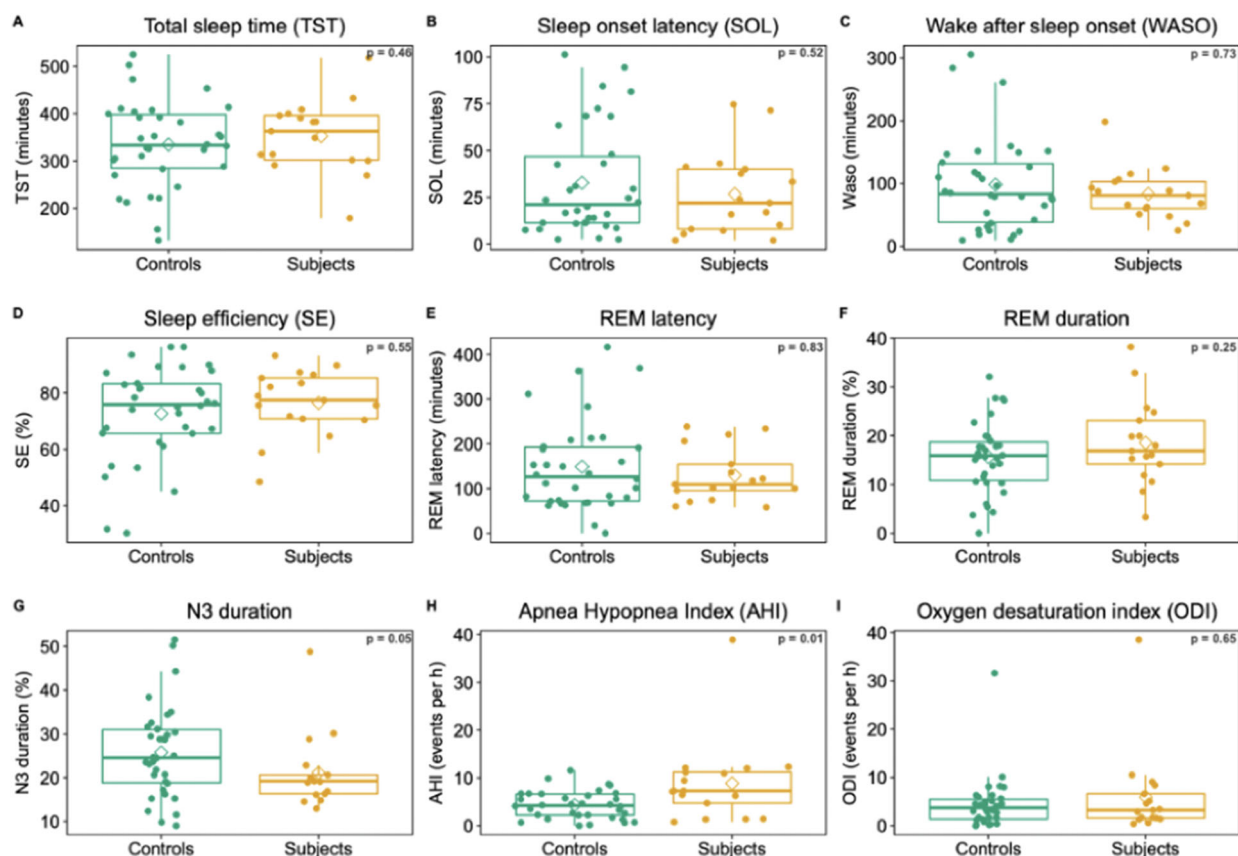 A Total sleep time (TST)
p = 0.46
TST (minutes)
500
400
300
200
Controls Subjects
B Sleep onset latency (SOL)
p = 0.52
SOL (minutes)
100
75
50
25
0
Controls Subjects
C Wake after sleep onset (WASO)
p = 0.73
Waso (minutes)
300
200
100
0
Controls Subjects
D Sleep efficiency (SE)
p = 0.55
SE (%)
80
60
40
Controls Subjects
E REM latency
p = 0.83
REM latency (minutes)
400
300
200
100
0
Controls Subjects
F REM duration
p = 0.25
REM duration (%)
40
30
20
10
0
Controls Subjects
G N3 duration
p = 0.05
N3 duration (%)
50
40
30
20
10
Controls Subjects
H Apnea Hypopnea Index (AHI)
p = 0.01
AHI (events per h)
40
30
20
10
0
Controls Subjects
I Oxygen desaturation index (ODI)
p = 0.65
ODI (events per h)
40
30
20
10
0
Controls Subjects